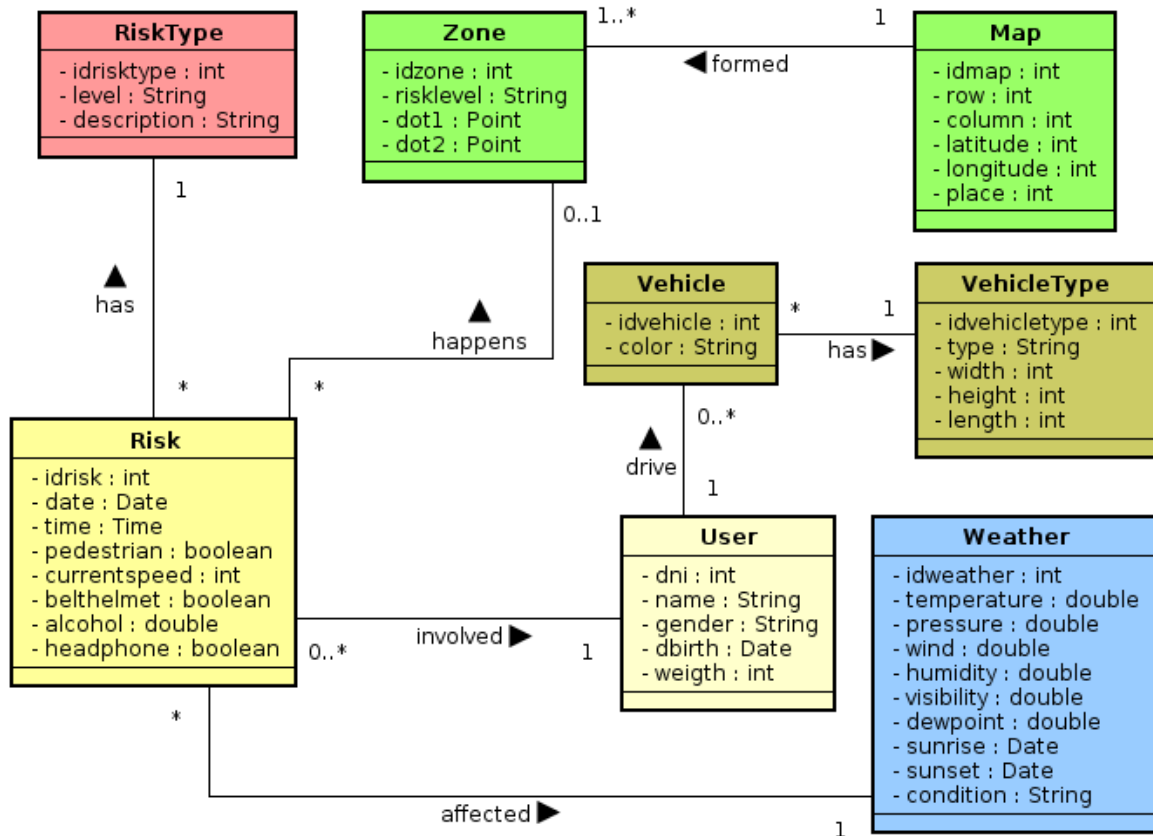 RiskType
- idrisktype : int
- level : String
- description : String
Zone
- idzone : int
- risklevel : String
- dot1 : Point
- dot2 : Point
1..*
1
◀ formed
Map
- idmap : int
- row : int
- column : int
- latitude : int
- longitude : int
- place : int
1
▲
has
*
0..1
▲
happens
*
Vehicle
- idvehicle : int
- color : String
*
1
has ▶
VehicleType
- idvehicletype : int
- type : String
- width : int
- height : int
- length : int
0..*
▲
drive
1
Risk
- idrisk : int
- date : Date
- time : Time
- pedestrian : boolean
- currentspeed : int
- belthelmet : boolean
- alcohol : double
- headphone : boolean
involved ▶
0..*
1
User
- dni : int
- name : String
- gender : String
- dbirth : Date
- weigth : int
Weather
- idweather : int
- temperature : double
- pressure : double
- wind : double
- humidity : double
- visibility : double
- dewpoint : double
- sunrise : Date
- sunset : Date
- condition : String
*
affected ▶
1